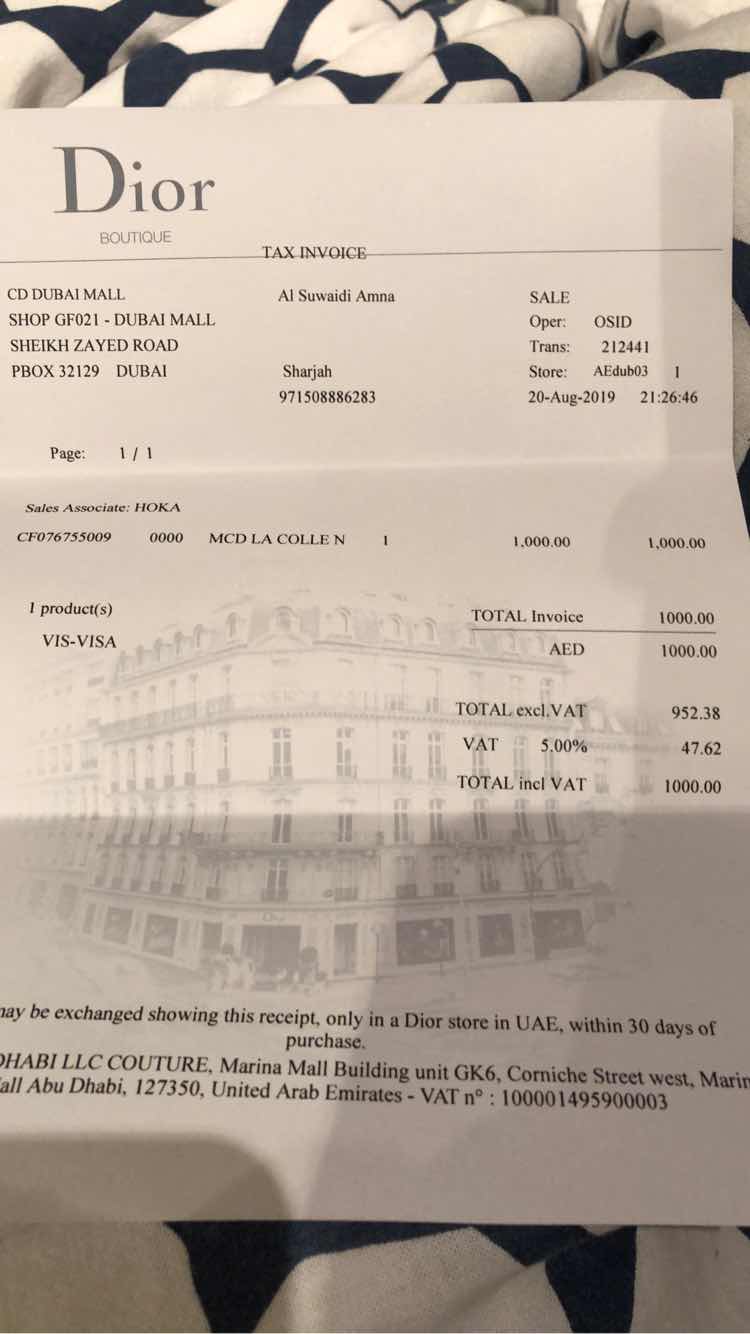 Dior
BOUTIQUE
TAX INVOICE
CD DUBAI MALL Al Suwaidi Amna SALE
SHOP GF021 - DUBAI MALL Oper: OSID
SHEIKH ZAYED ROAD Trans: 212441
PBOX 32129 DUBAI Sharjah Store: AEdub03 1
971508886283 20-Aug-2019 21:26:46
Page: 1 / 1
Sales Associate: HOKA
CF076755009 0000 MCD LA COLLE N 1 1,000.00 1,000.00
1 product(s) TOTAL Invoice 1000.00
VIS-VISA AED 1000.00
TOTAL excl.VAT 952.38
VAT 5.00% 47.62
TOTAL incl VAT 1000.00
Dior
may be exchanged showing this receipt, only in a Dior store in UAE, within 30 days of
purchase.
DHABI LLC COUTURE, Marina Mall Building unit GK6, Corniche Street west, Marin
all Abu Dhabi, 127350, United Arab Emirates - VAT n° : 100001495900003